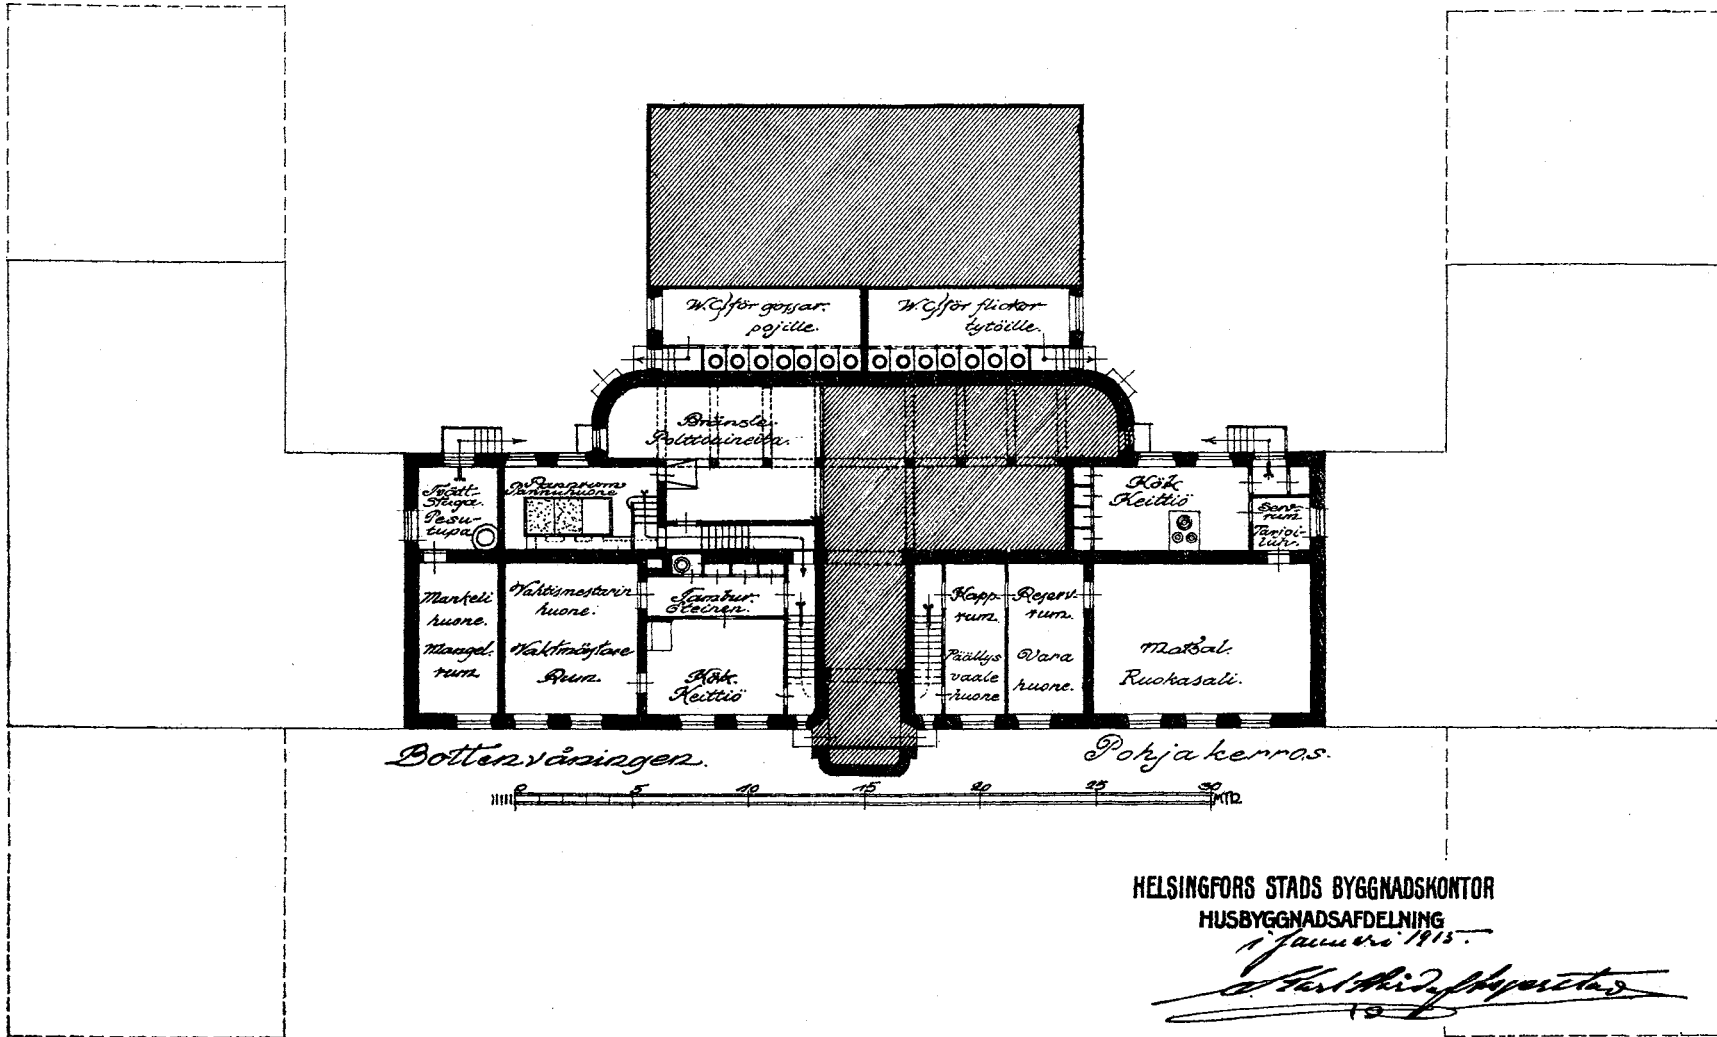 W.C. för gossar.
pojille.
W.C. för flickor
tytöille.
Bränsle.
Polttoaineita.
Tvätt-
stuga.
Pesu-
tupa
Pannrum
Pannuhuone
Kök
Keittiö
Serv-
rum
Tarjoi-
luh.
Mankeli
huone.
Mangel-
rum
Vahtimestarin
huone.
Vaktmästare
Rum.
Tambur.
Eteinen.
Kök.
Keittiö
Kapp-
rum.
Päällys
vaate
huone
Reserv-
rum.
Vara
huone.
Matsal.
Ruokasali.
Bottenvåningen.
Pohjakerros.
0 5 10 15 20 25 30 MTR
HELSINGFORS STADS BYGGNADSKONTOR
HUSBYGGNADSAFDELNING
i Januari 1915.